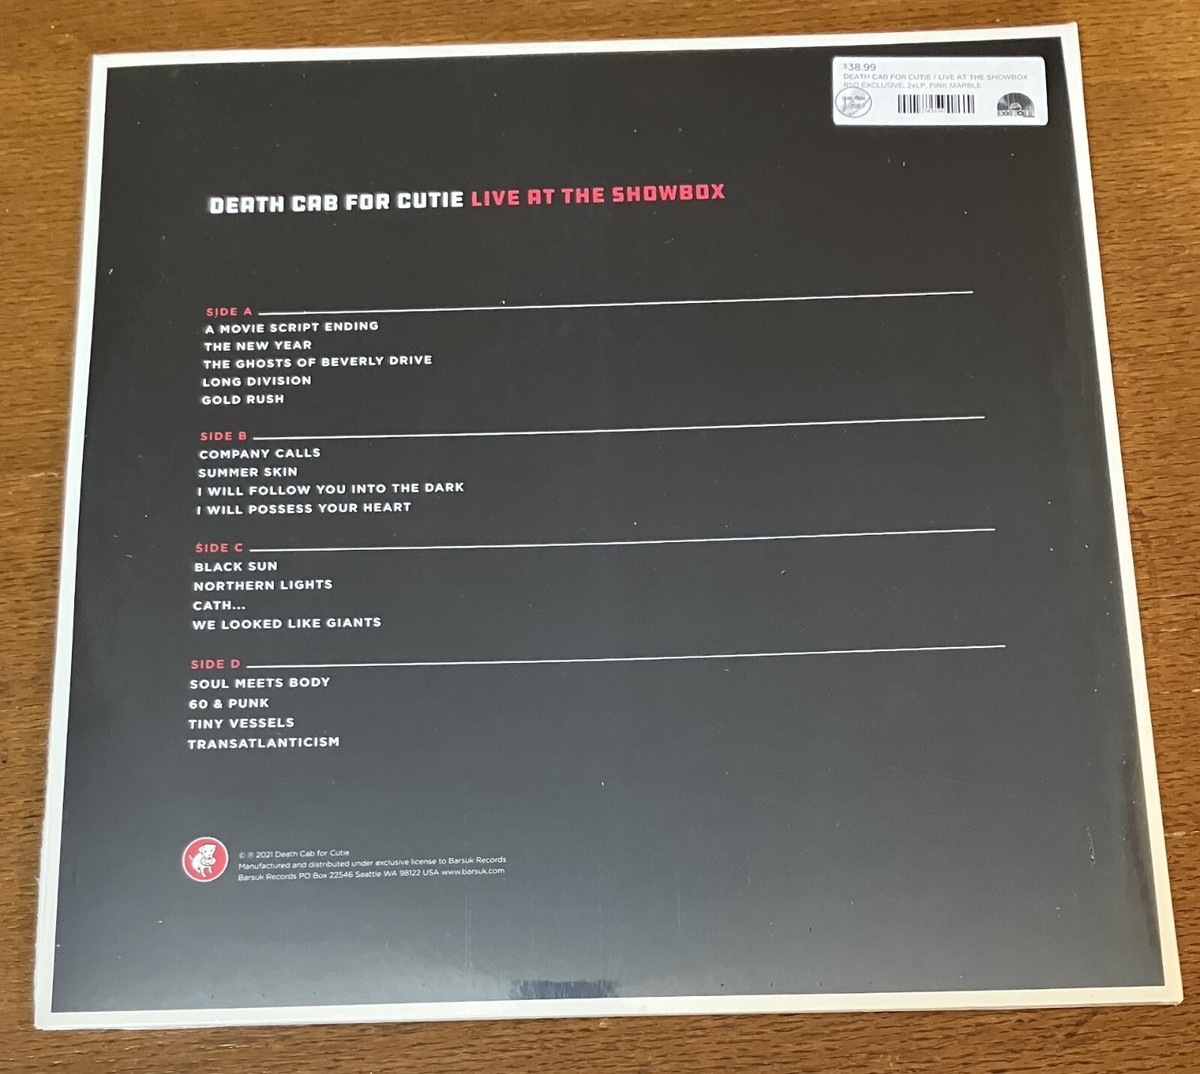 $38.99
DEATH CAB FOR CUTIE / LIVE AT THE SHOWBOX
RSD EXCLUSIVE, 2xLP, PINK MARBLE
DEATH CAB FOR CUTIE LIVE AT THE SHOWBOX
SIDE A
A MOVIE SCRIPT ENDING
THE NEW YEAR
THE GHOSTS OF BEVERLY DRIVE
LONG DIVISION
GOLD RUSH
SIDE B
COMPANY CALLS
SUMMER SKIN
I WILL FOLLOW YOU INTO THE DARK
I WILL POSSESS YOUR HEART
SIDE C
BLACK SUN
NORTHERN LIGHTS
CATH...
WE LOOKED LIKE GIANTS
SIDE D
SOUL MEETS BODY
60 & PUNK
TINY VESSELS
TRANSATLANTICISM
© ℗ 2021 Death Cab for Cutie
Manufactured and distributed under exclusive license to Barsuk Records
Barsuk Records PO Box 22546 Seattle WA 98122 USA www.barsuk.com